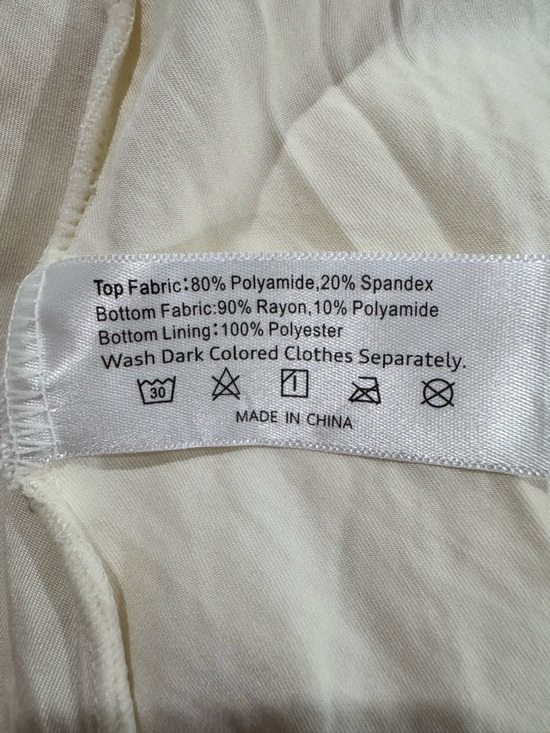 Top Fabric:80% Polyamide,20% Spandex
Bottom Fabric:90% Rayon,10% Polyamide
Bottom Lining:100% Polyester
Wash Dark Colored Clothes Separately.
30
MADE IN CHINA